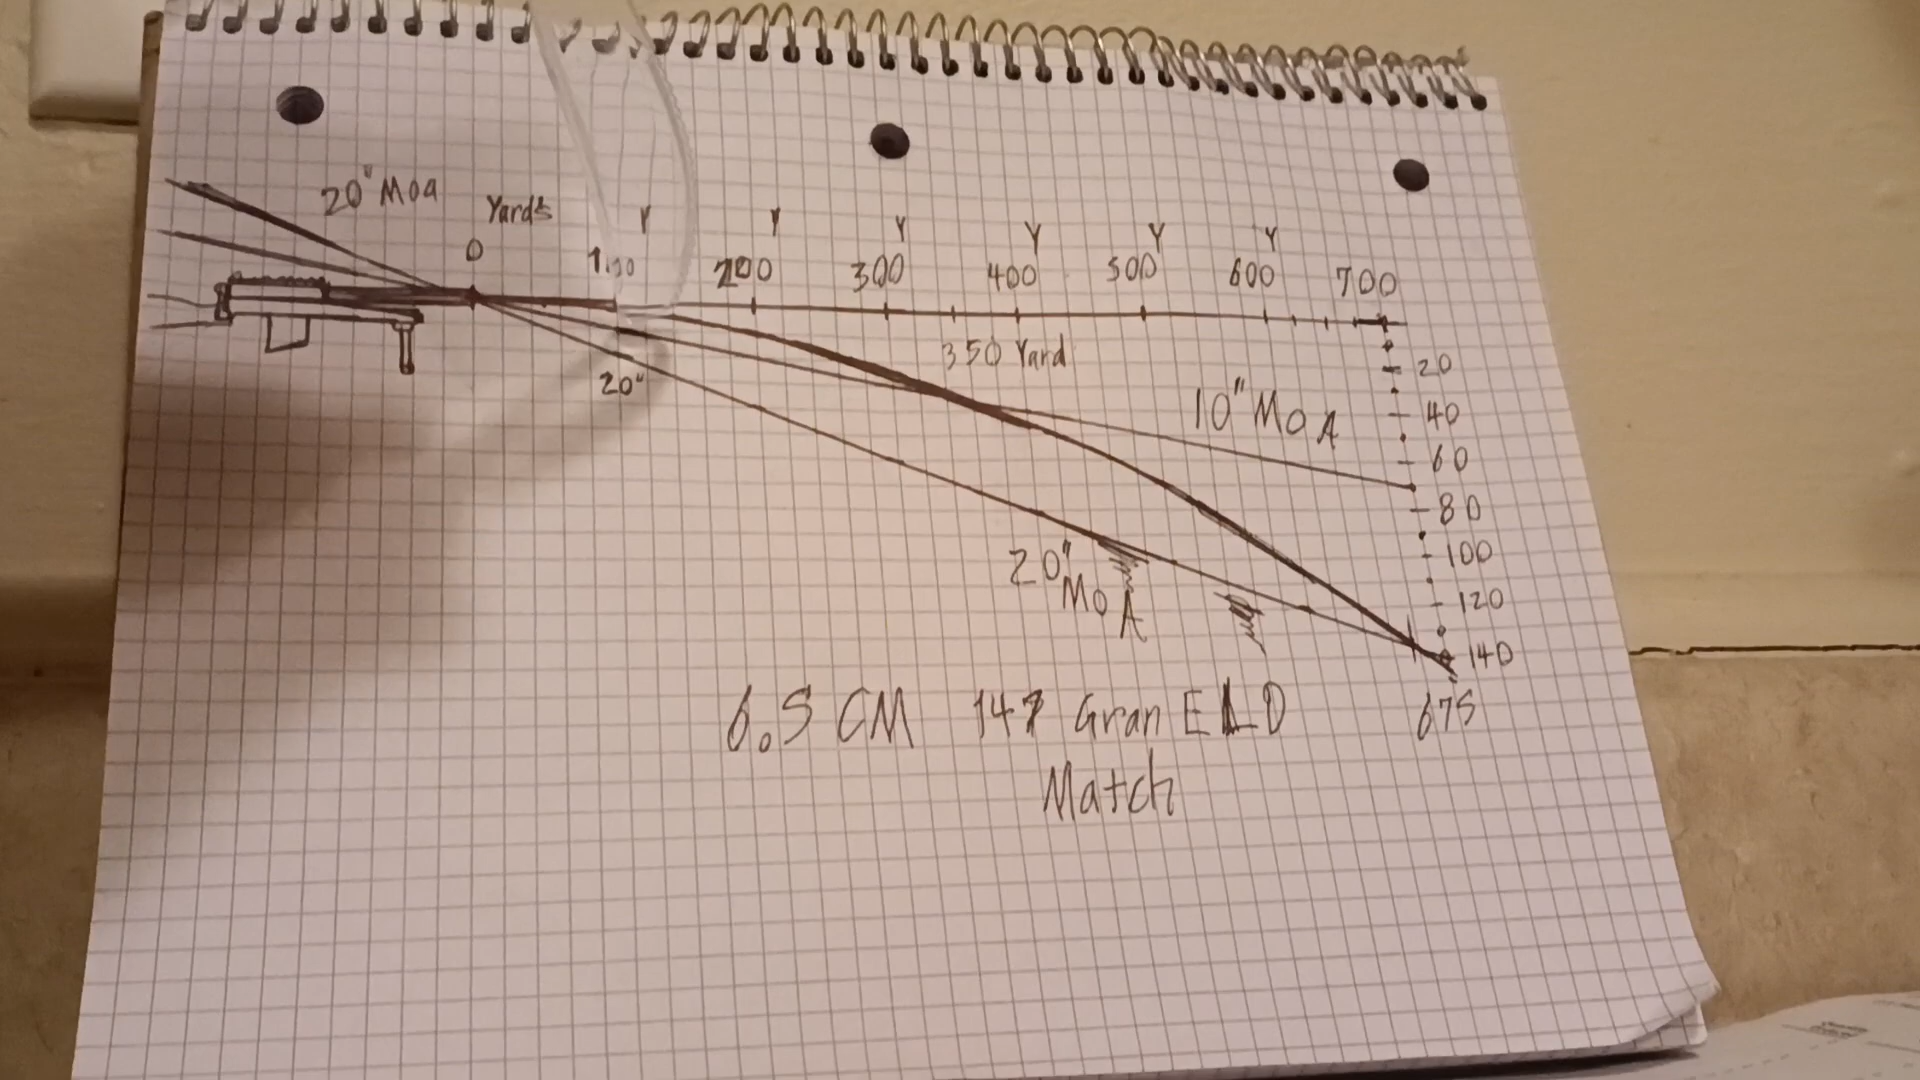 20" Moa
Yards Y Y Y Y Y Y
0 100 200 300 400 500 600 700
350 Yard
20
20"
10" MOA
40
60
80
20" MOA
100
120
140
6.5 CM 147 Gran ELD
675
Match